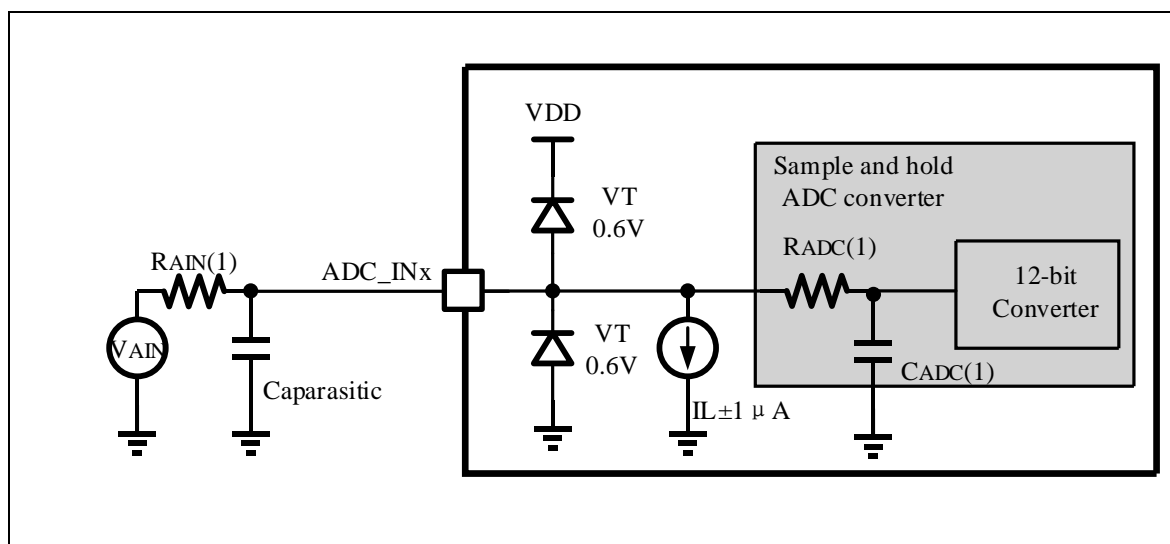 VDD
Sample and hold
ADC converter
VT
0.6V
RADC(1)
RAIN(1)
ADC_INx
12-bit
Converter
VAIN
VT
0.6V
CADC(1)
Caparasitic
IL±1 μA